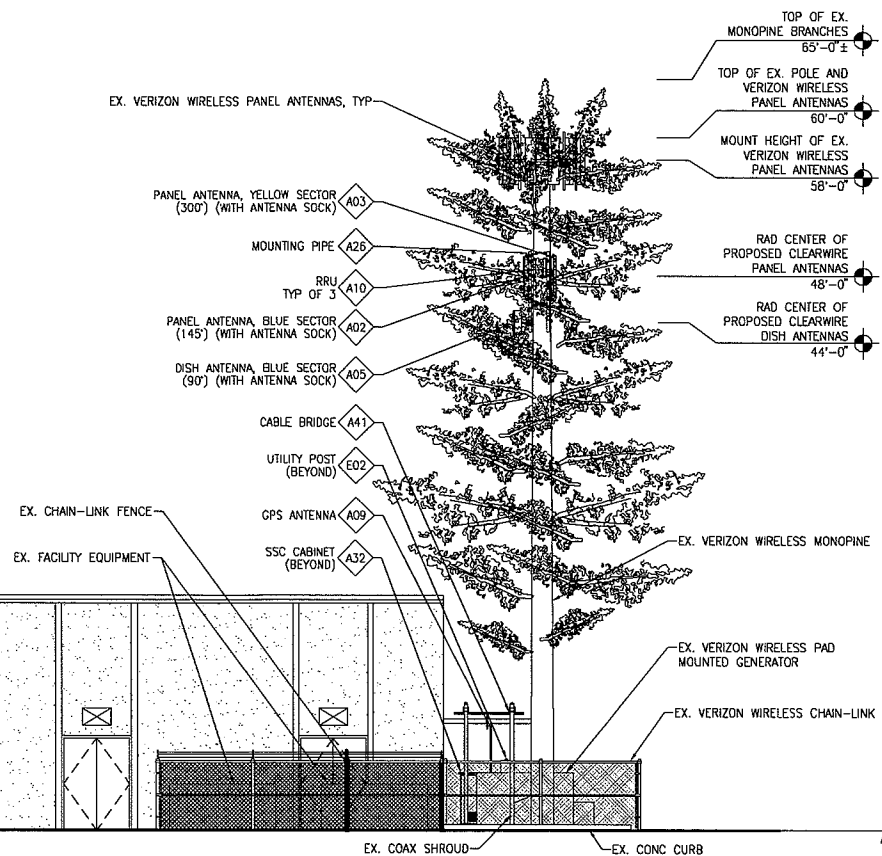 TOP OF EX.
MONOPINE BRANCHES
65'-0"±
TOP OF EX. POLE AND
VERIZON WIRELESS
PANEL ANTENNAS
60'-0"
MOUNT HEIGHT OF EX.
VERIZON WIRELESS
PANEL ANTENNAS
58'-0"
RAD CENTER OF
PROPOSED CLEARWIRE
PANEL ANTENNAS
48'-0"
RAD CENTER OF
PROPOSED CLEARWIRE
DISH ANTENNAS
44'-0"
EX. VERIZON WIRELESS PANEL ANTENNAS, TYP
PANEL ANTENNA, YELLOW SECTOR
(300°) (WITH ANTENNA SOCK) A03
MOUNTING PIPE A26
RRU
TYP OF 3 A10
PANEL ANTENNA, BLUE SECTOR
(145°) (WITH ANTENNA SOCK) A02
DISH ANTENNA, BLUE SECTOR
(90°) (WITH ANTENNA SOCK) A05
CABLE BRIDGE A41
UTILITY POST
(BEYOND) E02
GPS ANTENNA A09
SSC CABINET
(BEYOND) A32
EX. CHAIN-LINK FENCE
EX. FACILITY EQUIPMENT
EX. VERIZON WIRELESS MONOPINE
EX. VERIZON WIRELESS PAD
MOUNTED GENERATOR
EX. VERIZON WIRELESS CHAIN-LINK
EX. COAX SHROUD
EX. CONC CURB